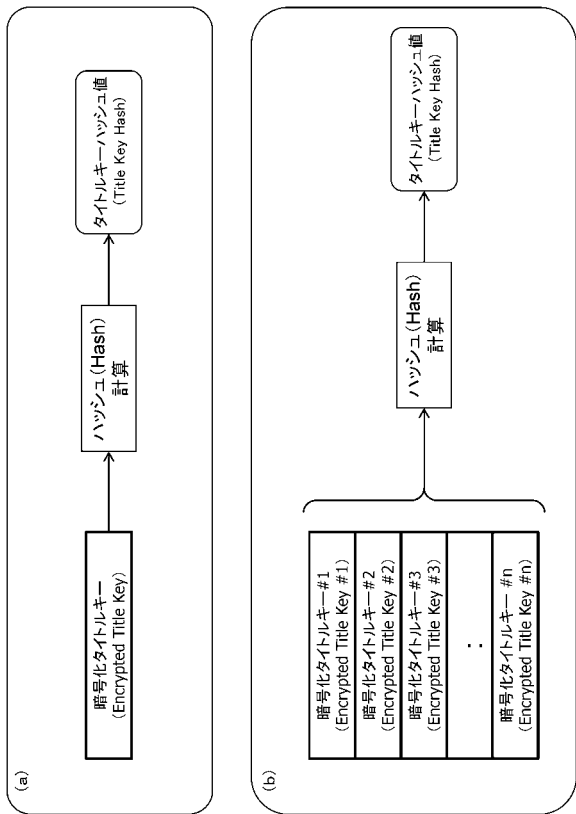 (a)
暗号化タイトルキー
(Encrypted Title Key)
ハッシュ(Hash)
計算
タイトルキーハッシュ値
(Title Key Hash)
(b)
暗号化タイトルキー#1
(Encrypted Title Key #1)
暗号化タイトルキー#2
(Encrypted Title Key #2)
暗号化タイトルキー#3
(Encrypted Title Key #3)
:
暗号化タイトルキー #n
(Encrypted Title Key #n)
ハッシュ(Hash)
計算
タイトルキーハッシュ値
(Title Key Hash)